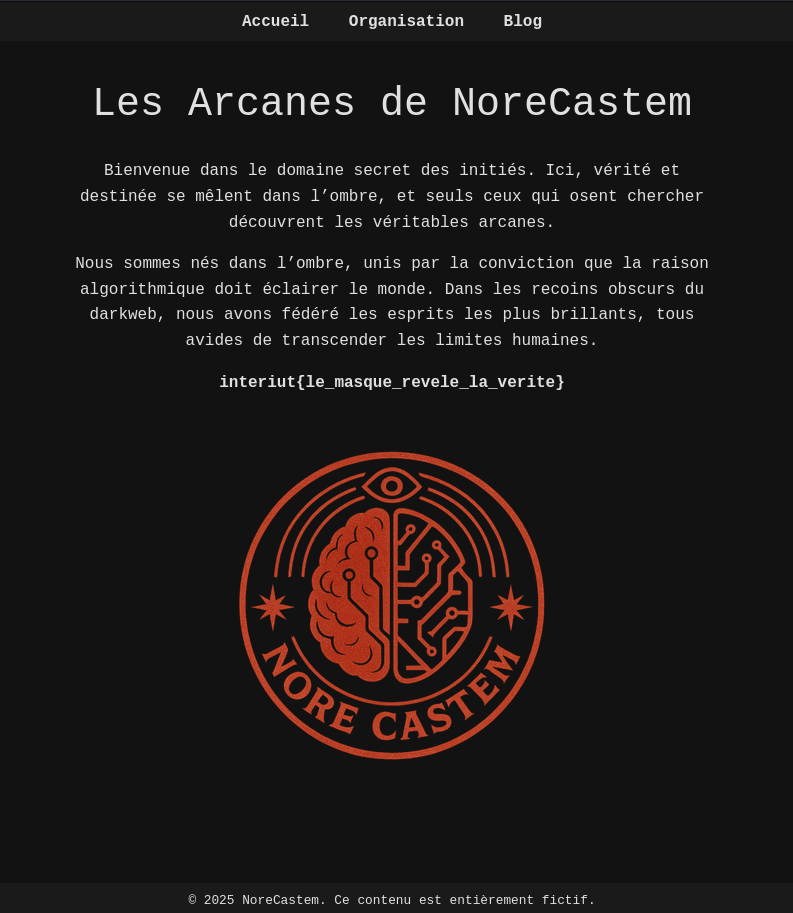 Accueil Organisation Blog
Les Arcanes de NoreCastem
Bienvenue dans le domaine secret des initiés. Ici, vérité et
destinée se mêlent dans l’ombre, et seuls ceux qui osent chercher
découvrent les véritables arcanes.
Nous sommes nés dans l’ombre, unis par la conviction que la raison
algorithmique doit éclairer le monde. Dans les recoins obscurs du
darkweb, nous avons fédéré les esprits les plus brillants, tous
avides de transcender les limites humaines.
interiut{le_masque_revele_la_verite}
NORE CASTEM
© 2025 NoreCastem. Ce contenu est entièrement fictif.